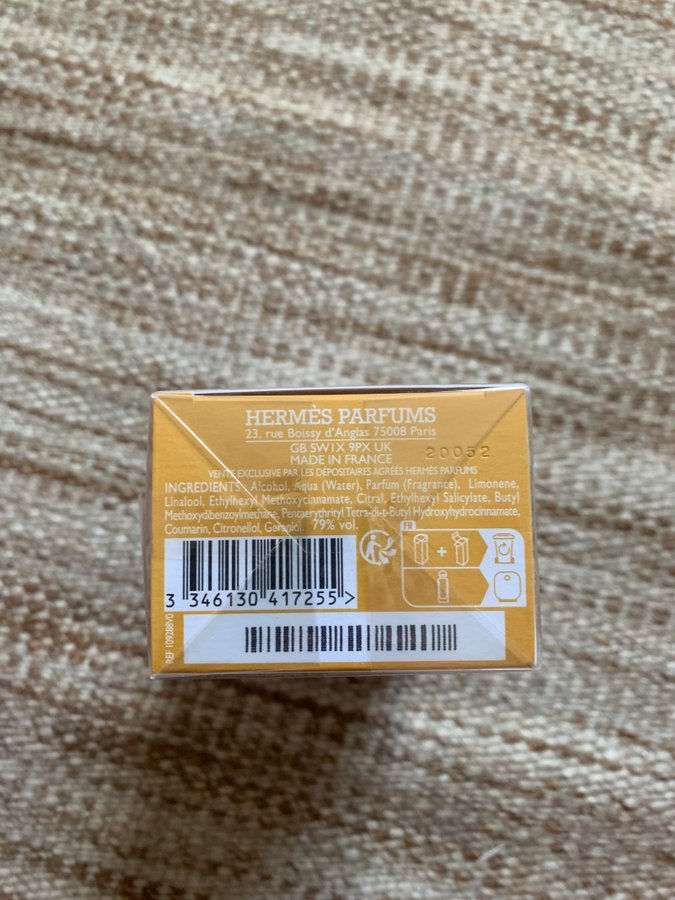 HERMÈS PARFUMS
23, rue Boissy d'Anglas 75008 Paris
GB SW1X 9PX UK
MADE IN FRANCE
20052
VENTE EXCLUSIVE PAR LES DÉPOSITAIRES AGRÉÉS HERMÈS PARFUMS
INGREDIENTS: Alcohol, Aqua (Water), Parfum (Fragrance), Limonene,
Linalool, Ethylhexyl Methoxycinnamate, Citral, Ethylhexyl Salicylate, Butyl
Methoxydibenzoylmethane, Pentaerythrityl Tetra-di-t-Butyl Hydroxyhydrocinnamate,
Coumarin, Citronellol, Geraniol. 79% vol.
FR
+
3 346130 417255 >
REF 109288V0